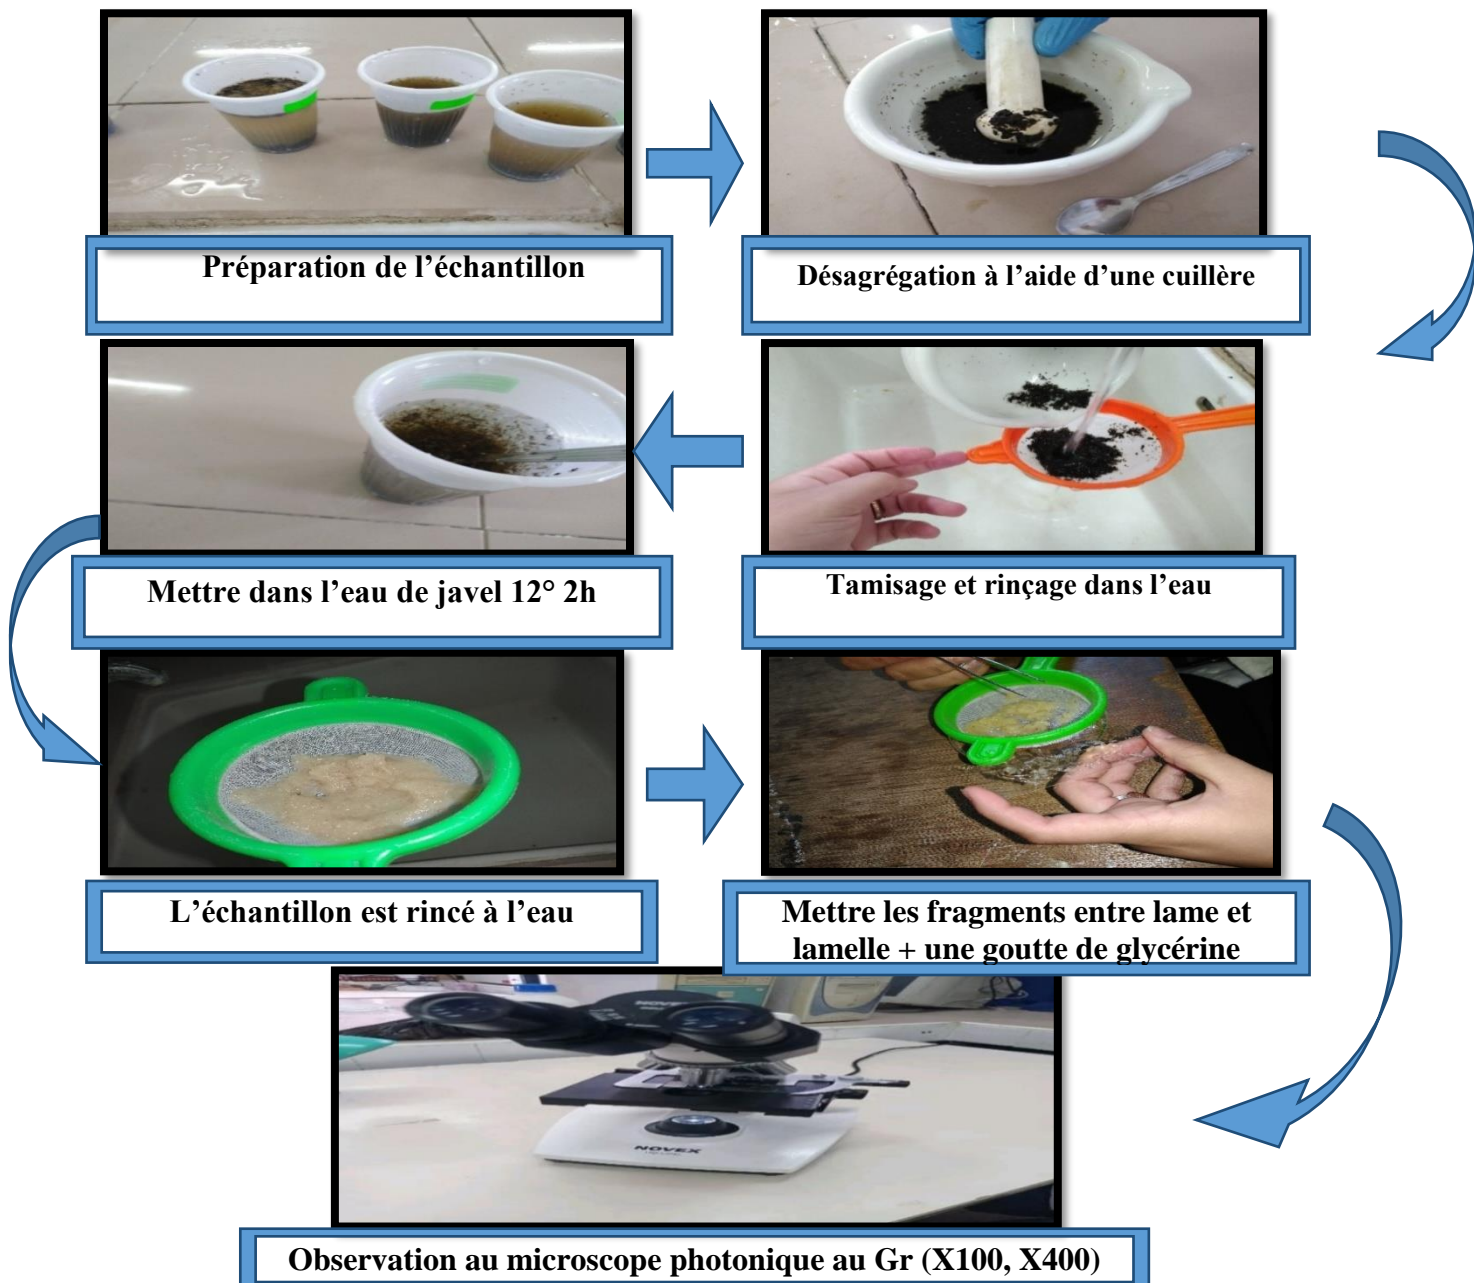 Préparation de l’échantillon
Désagrégation à l’aide d’une cuillère
Tamisage et rinçage dans l’eau
Mettre dans l’eau de javel 12° 2h
L’échantillon est rincé à l’eau
Mettre les fragments entre lame et
lamelle + une goutte de glycérine
NOVEX
Observation au microscope photonique au Gr (X100, X400)